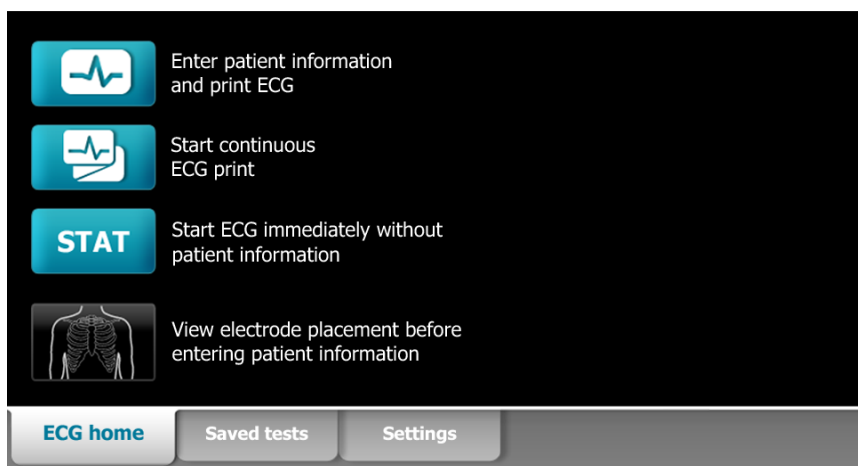 Enter patient information
and print ECG
Start continuous
ECG print
STAT
Start ECG immediately without
patient information
View electrode placement before
entering patient information
ECG home
Saved tests
Settings